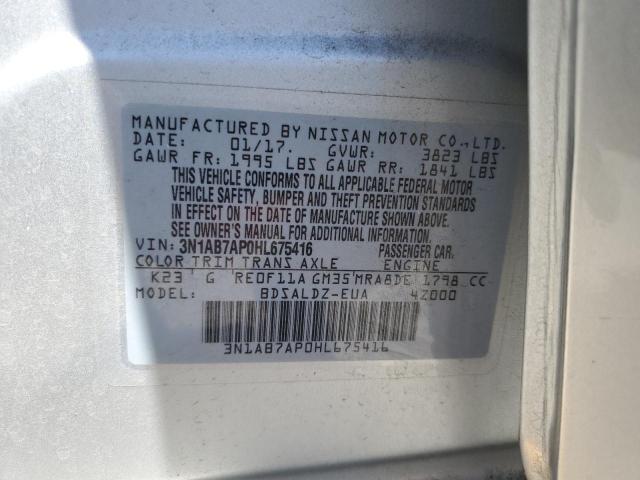 MANUFACTURED BY NISSAN MOTOR CO., LTD.
DATE: 01/17. GVWR: 3823 LBS
GAWR FR: 1995 LBS GAWR RR: 1841 LBS
THIS VEHICLE CONFORMS TO ALL APPLICABLE FEDERAL MOTOR
VEHICLE SAFETY, BUMPER AND THEFT PREVENTION STANDARDS
IN EFFECT ON THE DATE OF MANUFACTURE SHOWN ABOVE.
SEE OWNER'S MANUAL FOR TIRE PRESSURE INFORMATION.
VIN: 3N1AB7AP0HL675416 PASSENGER CAR.
COLOR TRIM TRANS AXLE ENGINE
K23 G RE0F11A GM35 MRA8DE 1798 CC
MODEL: BDSALDZ-EUA 4Z000
3N1AB7AP0HL675416